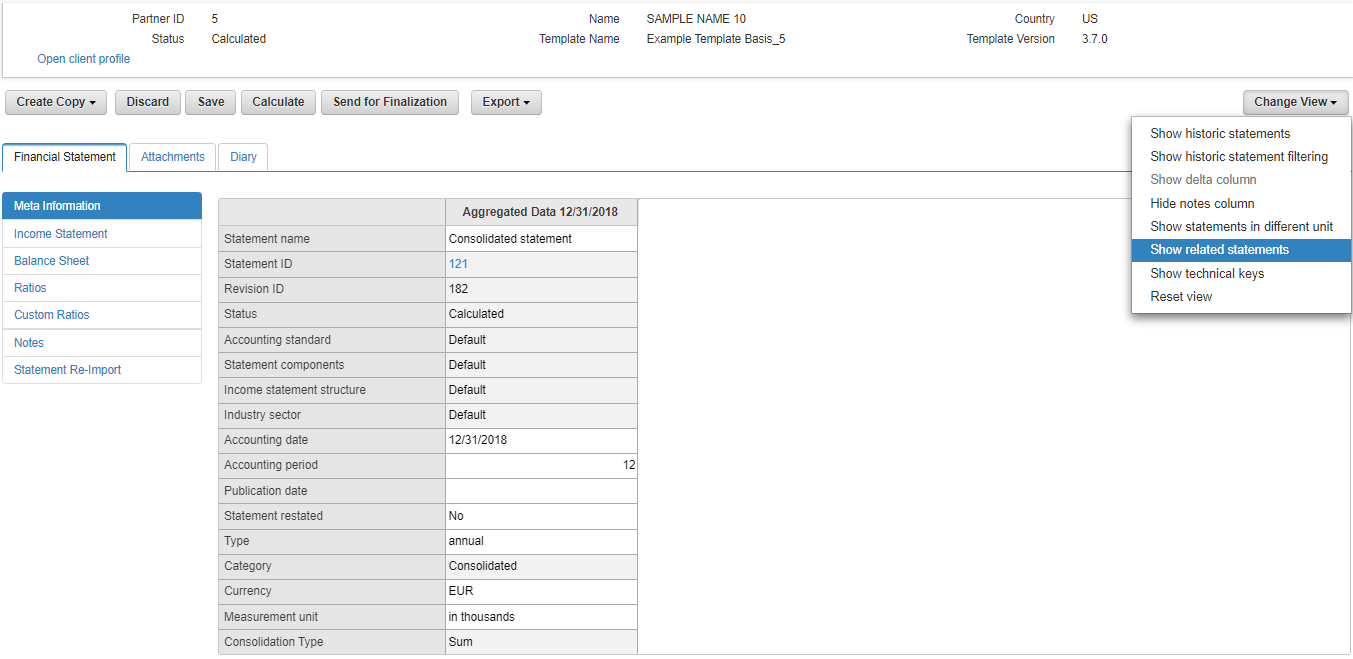 Partner ID 5 Name SAMPLE NAME 10 Country US
Status Calculated Template Name Example Template Basis_5 Template Version 3.7.0
Open client profile
Create Copy Discard Save Calculate Send for Finalization Export Change View
Show historic statements
Show historic statement filtering
Show delta column
Hide notes column
Show statements in different unit
Show related statements
Show technical keys
Reset view
Financial Statement Attachments Diary
Meta Information
Income Statement
Balance Sheet
Ratios
Custom Ratios
Notes
Statement Re-Import
Aggregated Data 12/31/2018
Statement name Consolidated statement
Statement ID 121
Revision ID 182
Status Calculated
Accounting standard Default
Statement components Default
Income statement structure Default
Industry sector Default
Accounting date 12/31/2018
Accounting period 12
Publication date
Statement restated No
Type annual
Category Consolidated
Currency EUR
Measurement unit in thousands
Consolidation Type Sum